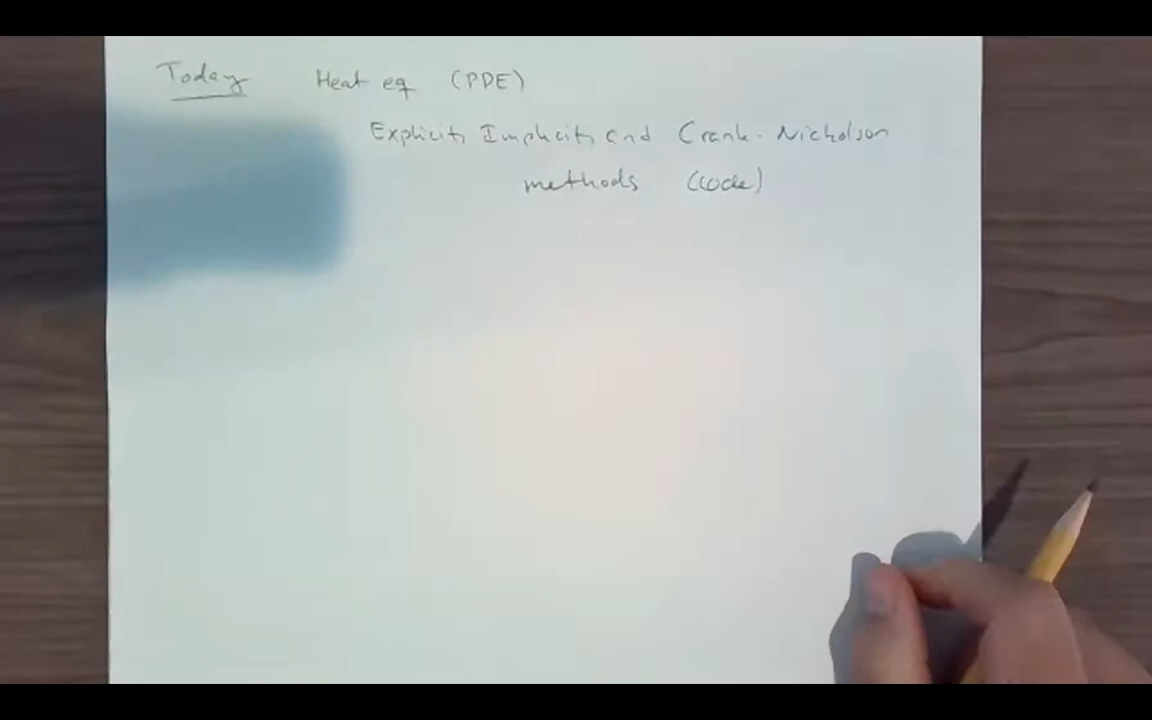 Today Heat eq (PDE)
Explicit, Implicit, and Crank-Nicholson
methods (code)